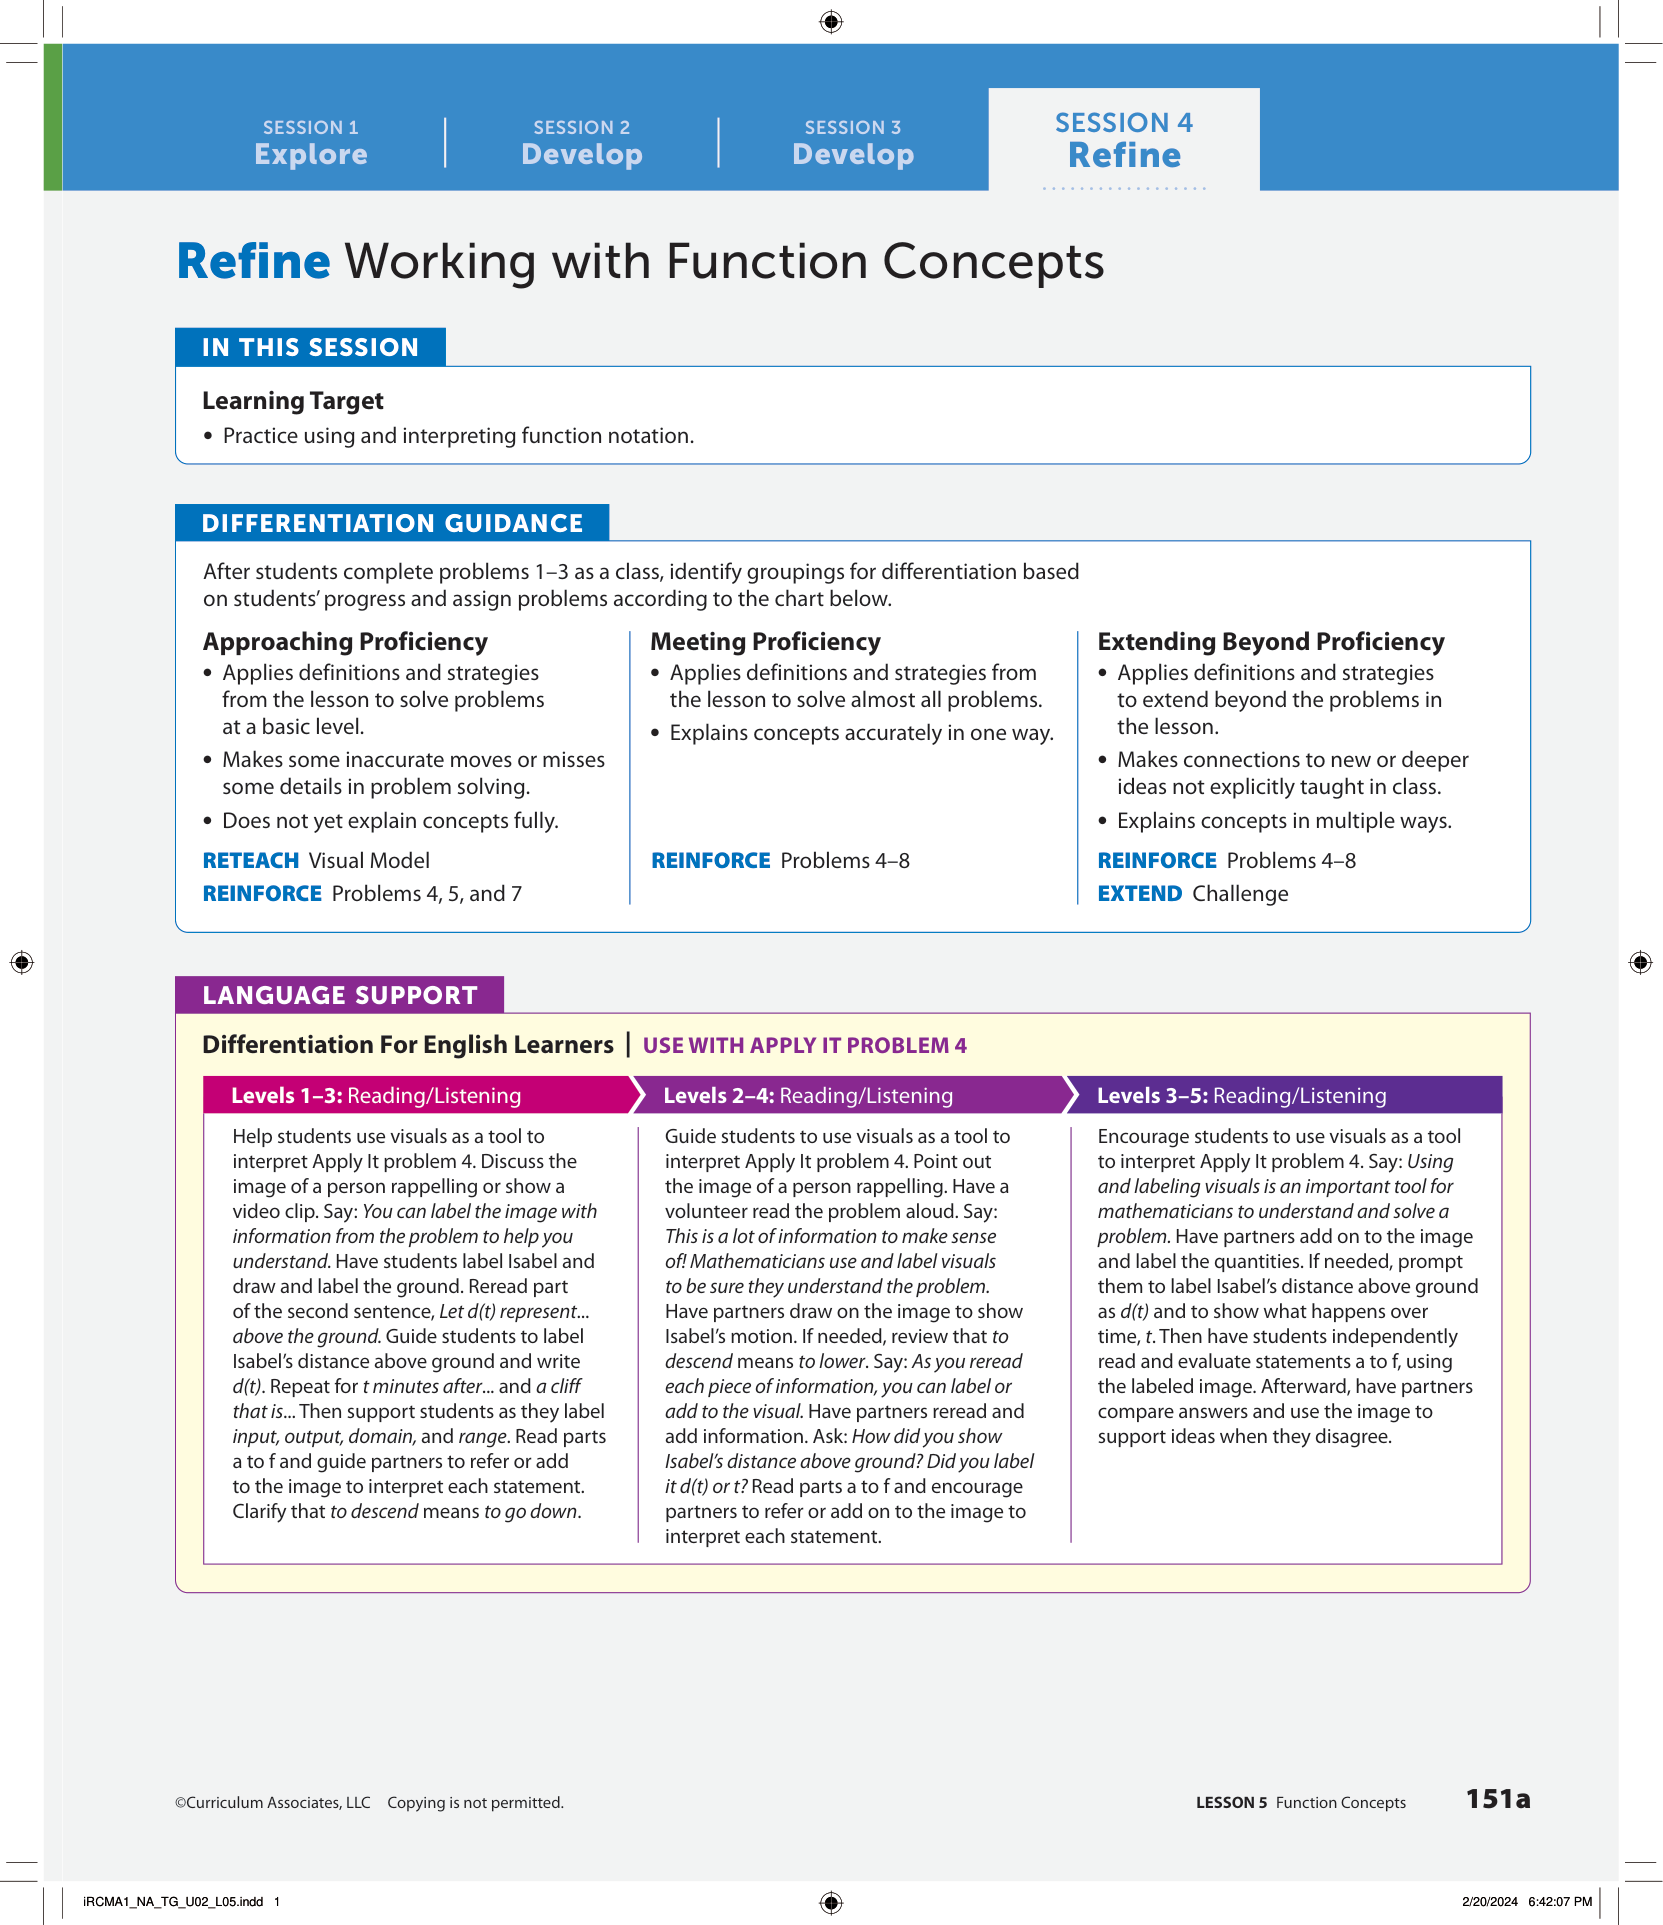 SESSION 1
Explore
SESSION 2
Develop
SESSION 3
Develop
SESSION 4
Refine
Refine Working with Function Concepts
IN THIS SESSION
Learning Target
• Practice using and interpreting function notation.
DIFFERENTIATION GUIDANCE
After students complete problems 1–3 as a class, identify groupings for differentiation based
on students’ progress and assign problems according to the chart below.
Approaching Proficiency
• Applies definitions and strategies
from the lesson to solve problems
at a basic level.
• Makes some inaccurate moves or misses
some details in problem solving.
• Does not yet explain concepts fully.
RETEACH Visual Model
REINFORCE Problems 4, 5, and 7
Meeting Proficiency
• Applies definitions and strategies from
the lesson to solve almost all problems.
• Explains concepts accurately in one way.
REINFORCE Problems 4–8
Extending Beyond Proficiency
• Applies definitions and strategies
to extend beyond the problems in
the lesson.
• Makes connections to new or deeper
ideas not explicitly taught in class.
• Explains concepts in multiple ways.
REINFORCE Problems 4–8
EXTEND Challenge
LANGUAGE SUPPORT
Differentiation For English Learners | USE WITH APPLY IT PROBLEM 4
Levels 1–3: Reading/Listening
Help students use visuals as a tool to
interpret Apply It problem 4. Discuss the
image of a person rappelling or show a
video clip. Say: You can label the image with
information from the problem to help you
understand. Have students label Isabel and
draw and label the ground. Reread part
of the second sentence, Let d(t) represent...
above the ground. Guide students to label
Isabel’s distance above ground and write
d(t). Repeat for t minutes after... and a cliff
that is... Then support students as they label
input, output, domain, and range. Read parts
a to f and guide partners to refer or add
to the image to interpret each statement.
Clarify that to descend means to go down.
Levels 2–4: Reading/Listening
Guide students to use visuals as a tool to
interpret Apply It problem 4. Point out
the image of a person rappelling. Have a
volunteer read the problem aloud. Say:
This is a lot of information to make sense
of! Mathematicians use and label visuals
to be sure they understand the problem.
Have partners draw on the image to show
Isabel’s motion. If needed, review that to
descend means to lower. Say: As you reread
each piece of information, you can label or
add to the visual. Have partners reread and
add information. Ask: How did you show
Isabel’s distance above ground? Did you label
it d(t) or t? Read parts a to f and encourage
partners to refer or add on to the image to
interpret each statement.
Levels 3–5: Reading/Listening
Encourage students to use visuals as a tool
to interpret Apply It problem 4. Say: Using
and labeling visuals is an important tool for
mathematicians to understand and solve a
problem. Have partners add on to the image
and label the quantities. If needed, prompt
them to label Isabel’s distance above ground
as d(t) and to show what happens over
time, t. Then have students independently
read and evaluate statements a to f, using
the labeled image. Afterward, have partners
compare answers and use the image to
support ideas when they disagree.
©Curriculum Associates, LLC Copying is not permitted.
LESSON 5 Function Concepts
151a
iRCMA1_NA_TG_U02_L05.indd 1
2/20/2024 6:42:07 PM